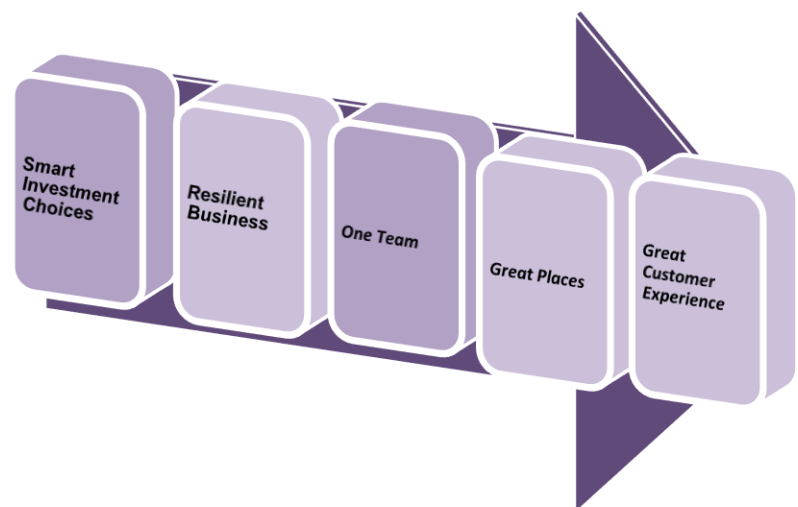 Smart
Investment
Choices
Resilient
Business
One Team
Great Places
Great
Customer
Experience